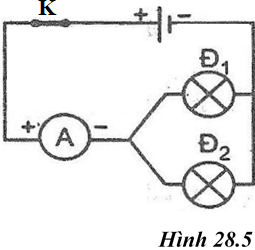 K
+ -
Đ1
+ A -
Đ2
Hình 28.5